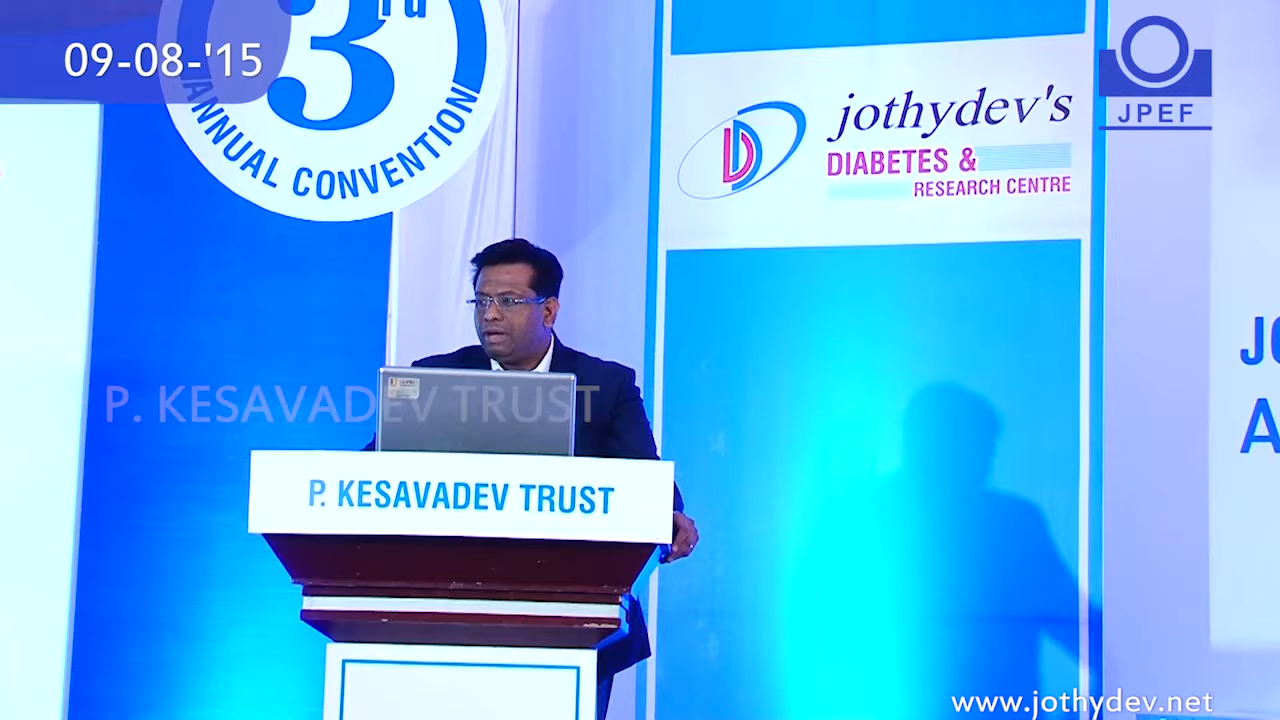 09-08-'15
3rd
ANNUAL CONVENTION
jothydev's
DIABETES &
RESEARCH CENTRE
JPEF
P. KESAVADEV TRUST
P. KESAVADEV TRUST
www.jothydev.net